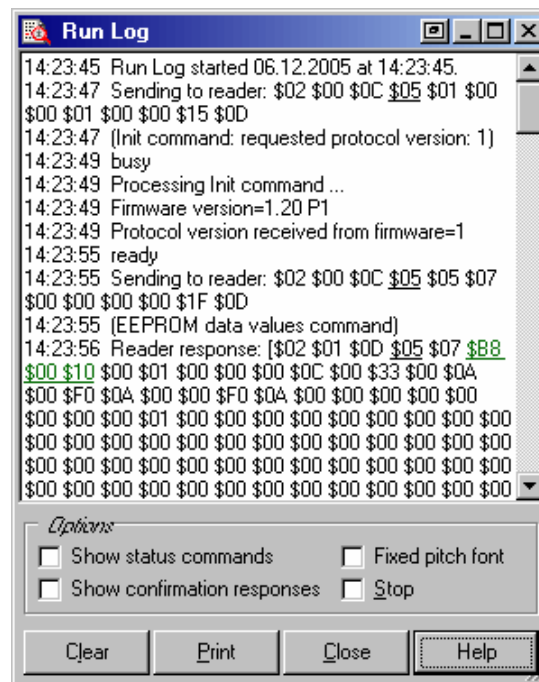 Run Log
14:23:45 Run Log started 06.12.2005 at 14:23:45.
14:23:47 Sending to reader: $02 $00 $0C $05 $01 $00
$00 $01 $00 $00 $15 $0D
14:23:47 (Init command: requested protocol version: 1)
14:23:49 busy
14:23:49 Processing Init command ...
14:23:49 Firmware version=1.20 P1
14:23:49 Protocol version received from firmware=1
14:23:55 ready
14:23:55 Sending to reader: $02 $00 $0C $05 $05 $07
$00 $00 $00 $00 $1F $0D
14:23:55 (EEPROM data values command)
14:23:56 Reader response: [$02 $01 $0D $05 $07 $B8
$00 $10 $00 $01 $00 $00 $00 $0C $00 $33 $00 $0A
$00 $F0 $0A $00 $00 $F0 $0A $00 $00 $00 $00 $00
$00 $00 $00 $01 $00 $00 $00 $00 $00 $00 $00 $00 $00
$00 $00 $00 $00 $00 $00 $00 $00 $00 $00 $00 $00 $00
$00 $00 $00 $00 $00 $00 $00 $00 $00 $00 $00 $00 $00
$00 $00 $00 $00 $00 $00 $00 $00 $00 $00 $00 $00 $00
Options
Show status commands
Fixed pitch font
Show confirmation responses
Stop
Clear
Print
Close
Help